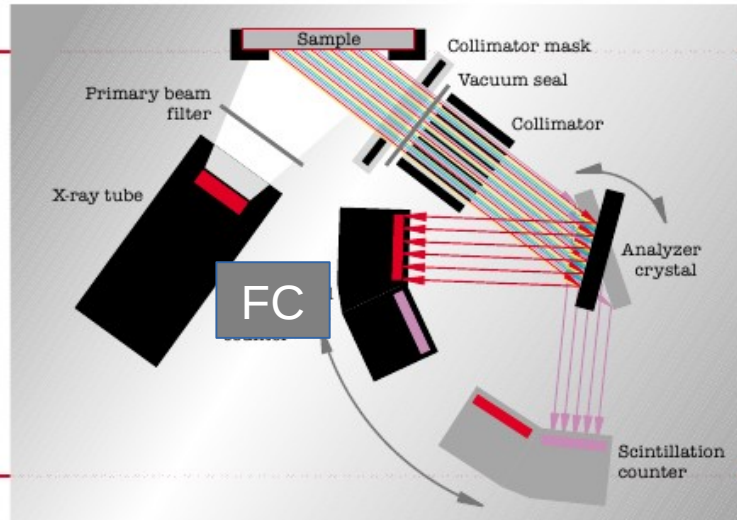 Sample
Collimator mask
Vacuum seal
Primary beam
filter
Collimator
X-ray tube
Analyzer
crystal
FC
Scintillation
counter